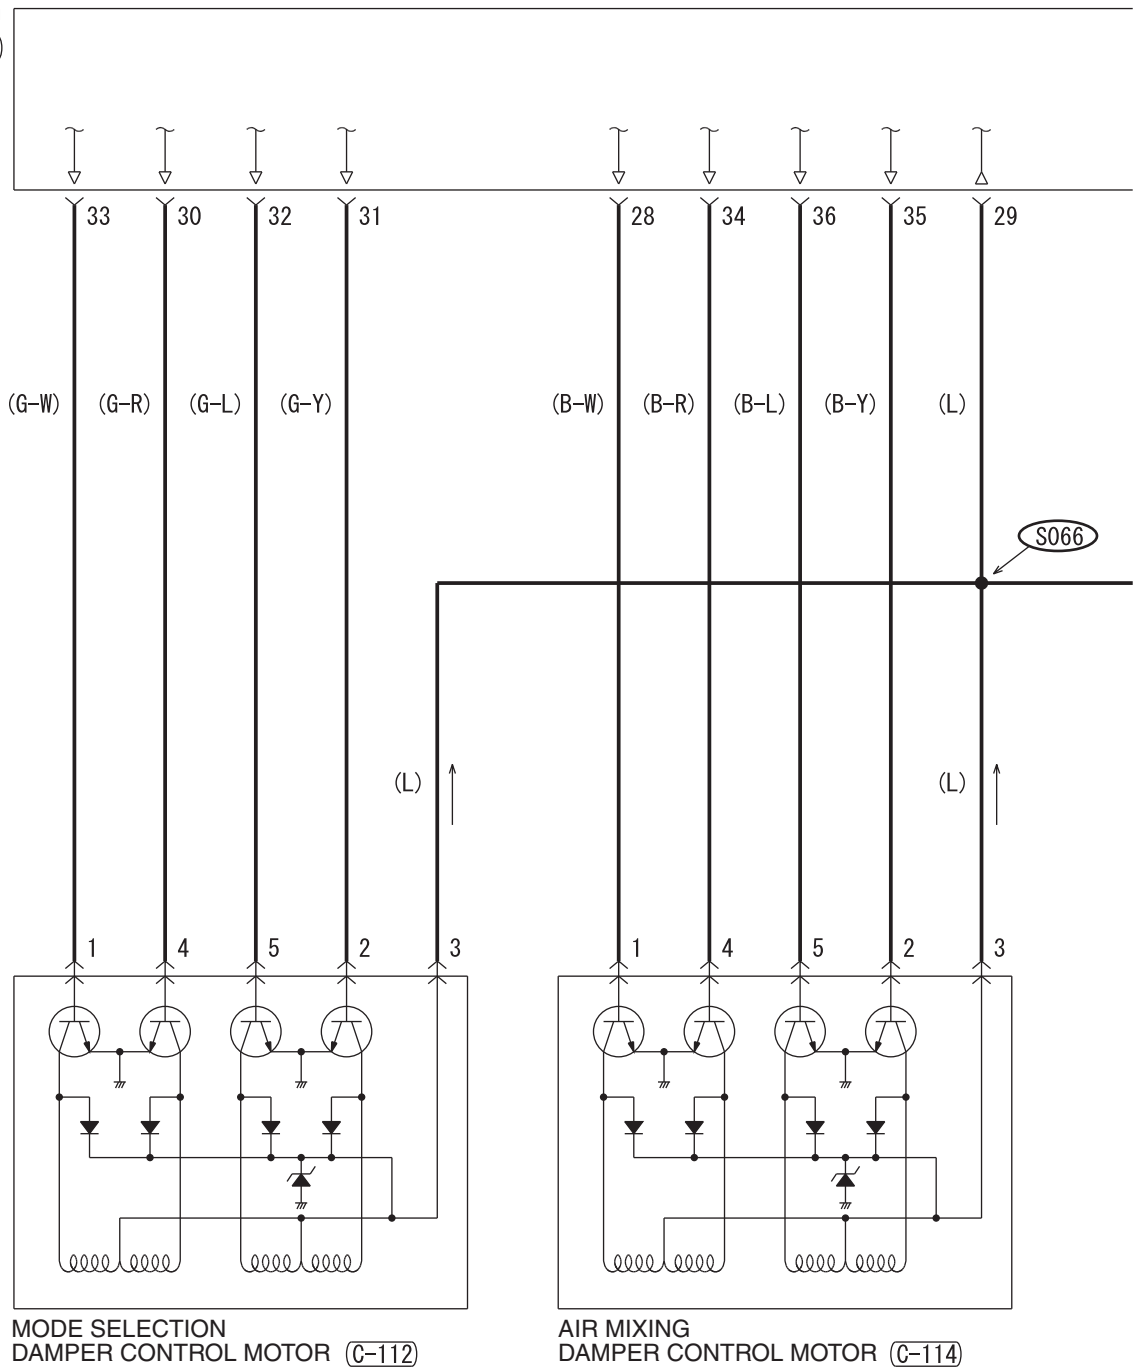 33 30 32 31 28 34 36 35 29
(G-W) (G-R) (G-L) (G-Y) (B-W) (B-R) (B-L) (B-Y) (L)
S066
(L) (L)
1 4 5 2 3 1 4 5 2 3
MODE SELECTION
DAMPER CONTROL MOTOR C-112
AIR MIXING
DAMPER CONTROL MOTOR C-114